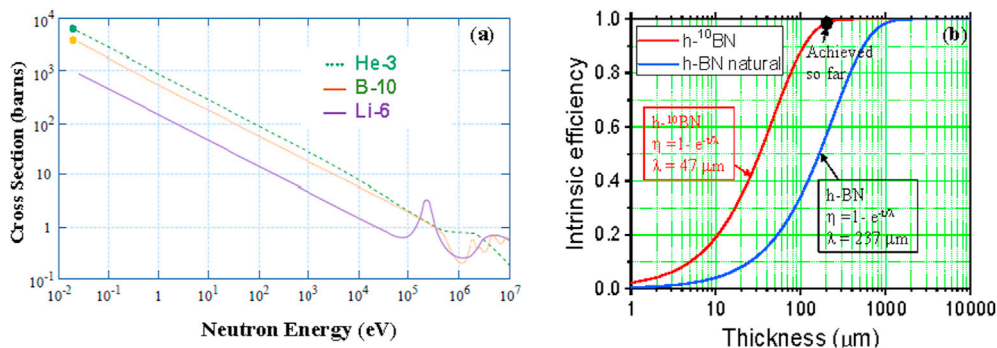 (a)
He-3
B-10
Li-6
Cross Section (barns)
10⁴
10³
10²
10
1
10⁻¹
10⁻²
10⁻¹
1
10¹
10²
10³
10⁴
10⁵
10⁶
10⁷
Neutron Energy (eV)
(b)
h-¹⁰BN
h-BN natural
Achieved
so far
h-¹⁰BN
η =1- e⁻ᵗ/λ
λ = 47 μm
h-BN
η =1- e⁻ᵗ/λ
λ = 237 μm
Intrinsic efficiency
1.0
0.8
0.6
0.4
0.2
0.0
1
10
100
1000
10000
Thickness (μm)